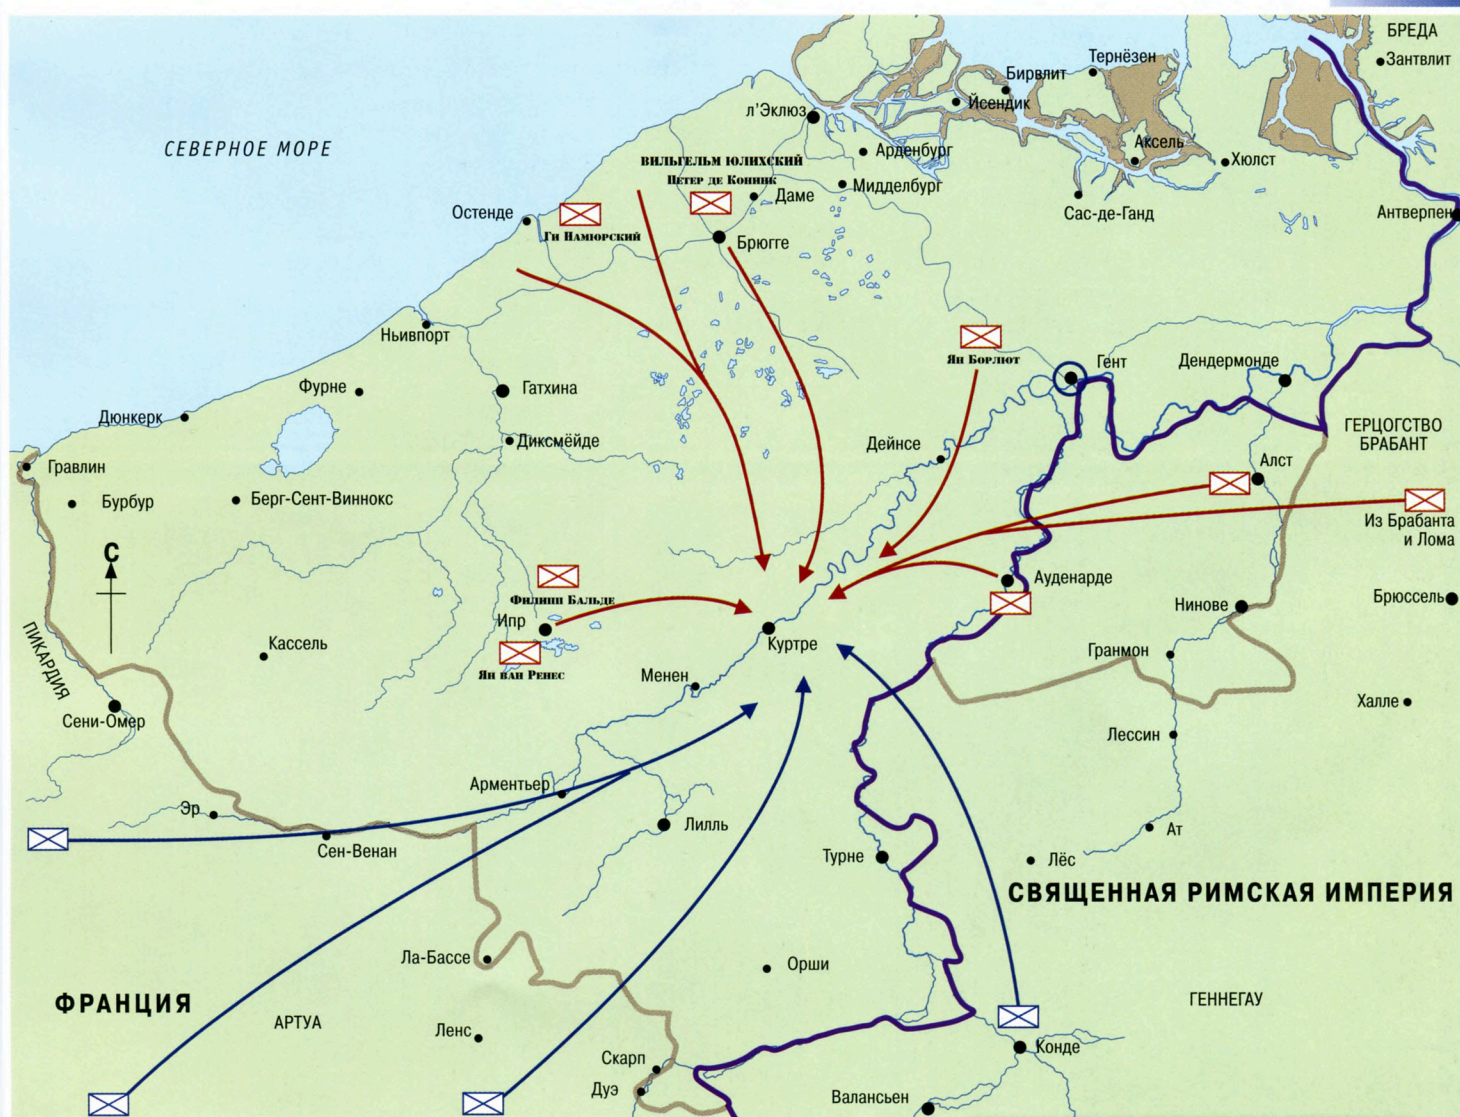 БРЕДА
Зантвлит
Тернёзен
Бирвлит
Йсендик
л'Эклюз
СЕВЕРНОЕ МОРЕ
Арденбург
Аксель
Хюлст
ВИЛЬГЕЛЬМ ЮЛИХСКИЙ
ПЕТЕР ДЕ КОНИНК
Даме
Мидделбург
Остенде
ГИ НАМЮРСКИЙ
Брюгге
Сас-де-Ганд
Антверпен
Ньивпорт
ЯН БОРЛЮТ
Гент
Дендермонде
Фурне
Гатхина
Дюнкерк
Диксмёйде
Дейнсе
ГЕРЦОГСТВО
БРАБАНТ
Гравлин
Алст
Бурбур
Берг-Сент-Виннокс
Из Брабанта
и Лома
С
Ауденарде
ФИЛИПП БАЛЬДЕ
Ипр
Нинове
Брюссель
ПИКАРДИЯ
Кассель
Куртре
Гранмон
ЯН ВАН РЕНЕС
Менен
Халле
Сени-Омер
Лессин
Арментьер
Эр
Лилль
Ат
Сен-Венан
Турне
Лёс
СВЯЩЕННАЯ РИМСКАЯ ИМПЕРИЯ
Ла-Бассе
Орши
ФРАНЦИЯ
АРТУА
ГЕННЕГАУ
Ленс
Конде
Скарп
Дуэ
Валансьен